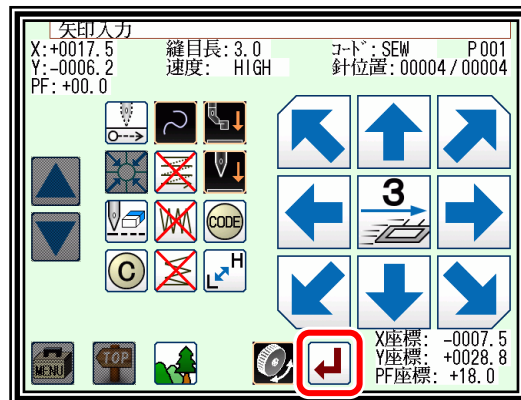 矢印入力
X:+0017.5 縫目長:3.0 コード:SEW P001
Y:-0006.2 速度: HIGH 針位置:00004/00004
PF:+00.0
3
CODE
C
L H
MENU
TOP
X座標: -0007.5
Y座標: +0028.8
PF座標: +18.0